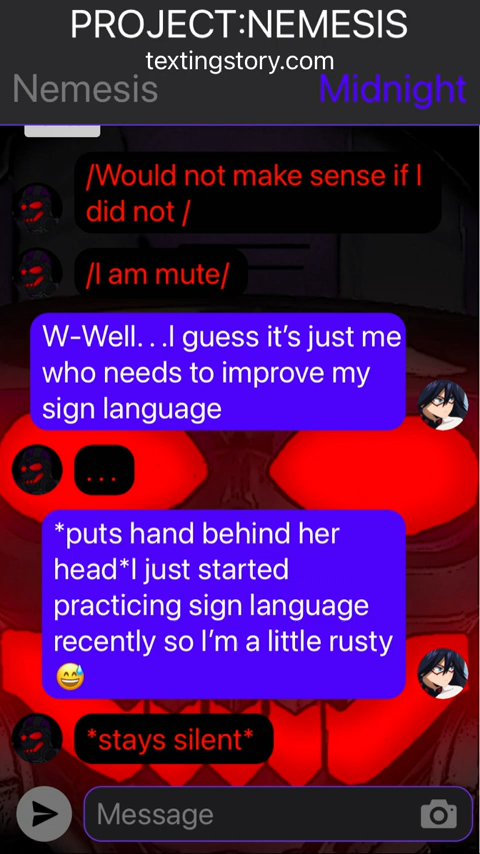 PROJECT:NEMESIS
textingstory.com
Nemesis
Midnight
/Would not make sense if I
did not /
/I am mute/
W-Well. . .I guess it’s just me
who needs to improve my
sign language
. . .
*puts hand behind her
head*I just started
practicing sign language
recently so I’m a little rusty
😅
*stays silent*
Message